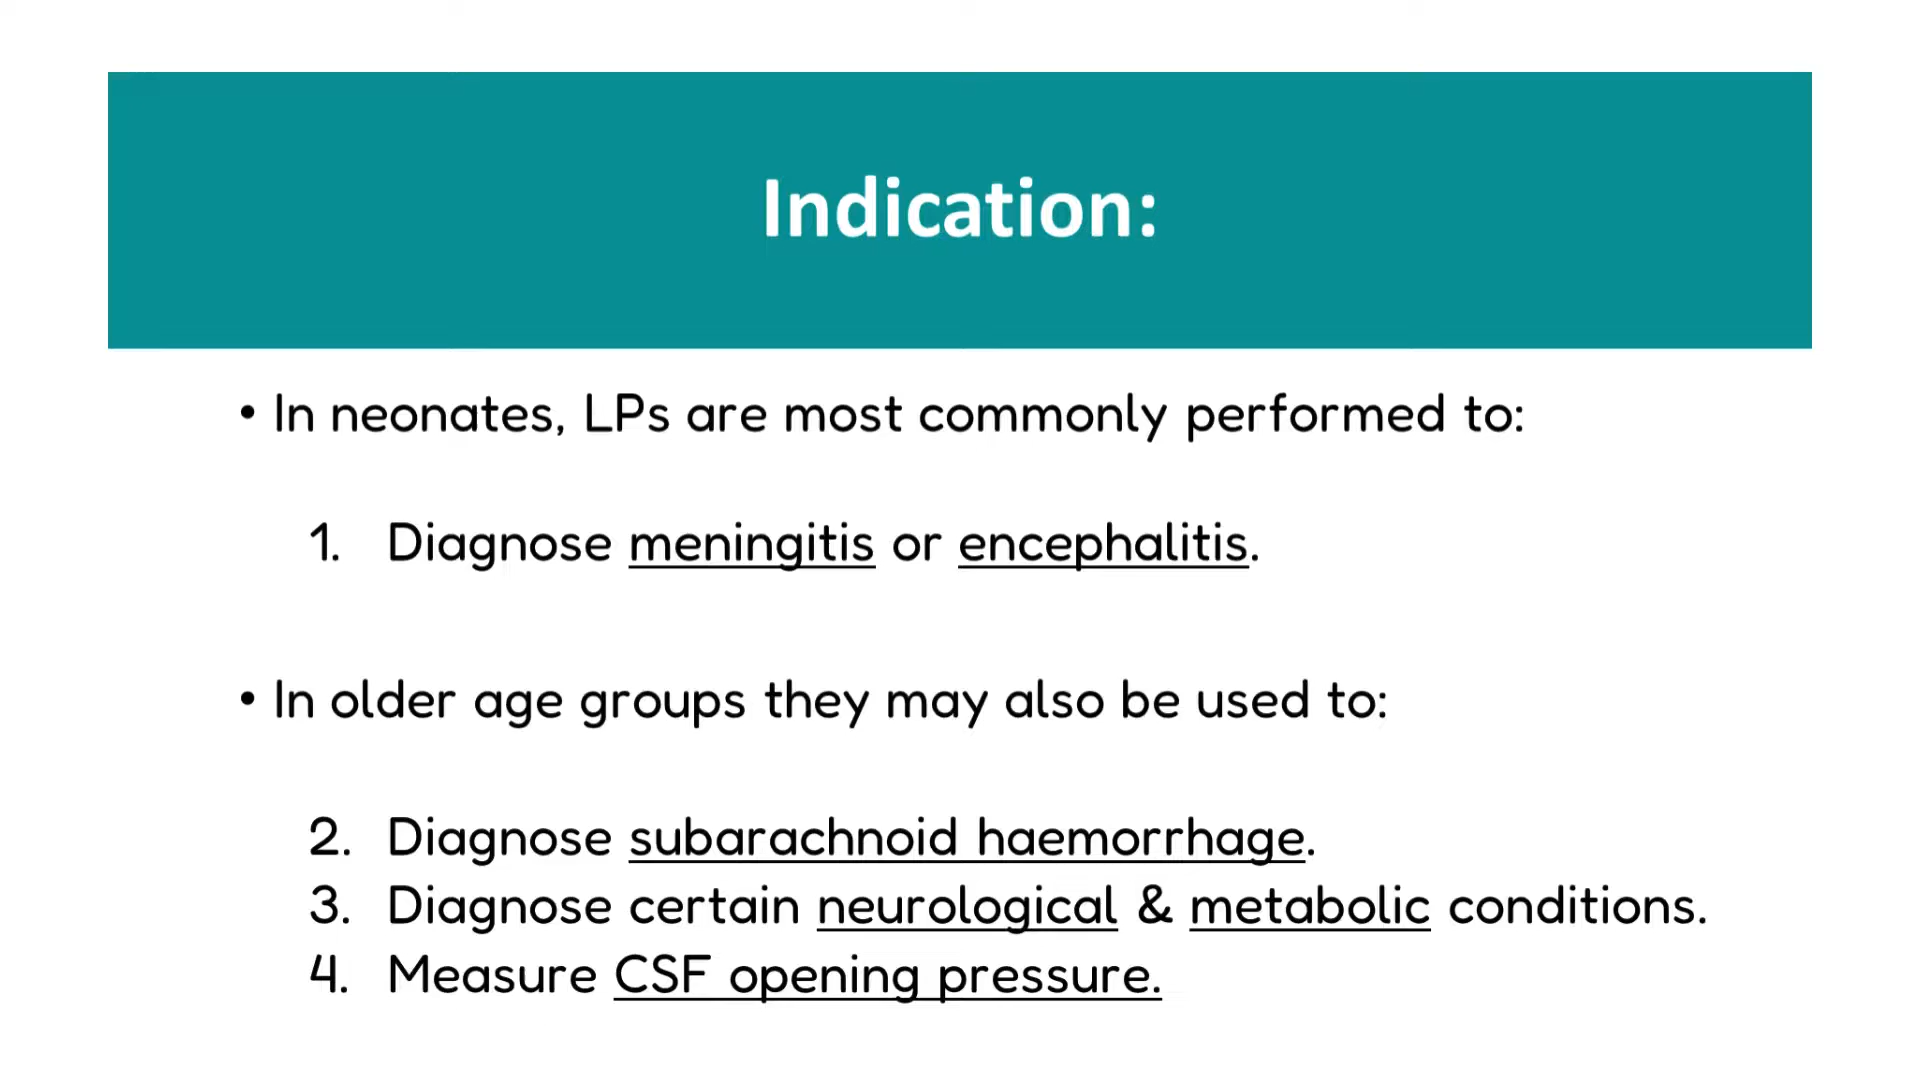 Indication:
• In neonates, LPs are most commonly performed to:
1. Diagnose meningitis or encephalitis.
• In older age groups they may also be used to:
2. Diagnose subarachnoid haemorrhage.
3. Diagnose certain neurological & metabolic conditions.
4. Measure CSF opening pressure.